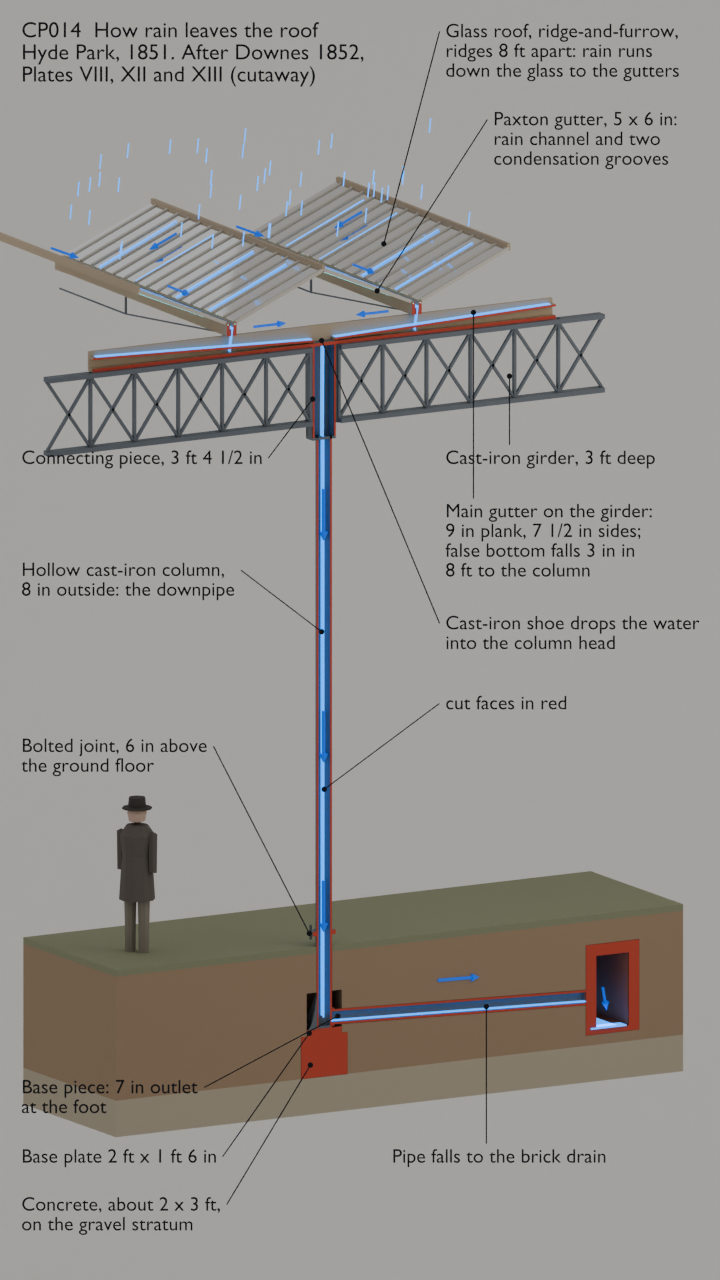 CP014 How rain leaves the roof
Hyde Park, 1851. After Downes 1852,
Plates VIII, XII and XIII (cutaway)
Glass roof, ridge-and-furrow,
ridges 8 ft apart: rain runs
down the glass to the gutters
Paxton gutter, 5 x 6 in:
rain channel and two
condensation grooves
Connecting piece, 3 ft 4 1/2 in
Cast-iron girder, 3 ft deep
Main gutter on the girder:
9 in plank, 7 1/2 in sides;
false bottom falls 3 in in
8 ft to the column
Hollow cast-iron column,
8 in outside: the downpipe
Cast-iron shoe drops the water
into the column head
cut faces in red
Bolted joint, 6 in above
the ground floor
Base piece: 7 in outlet
at the foot
Base plate 2 ft x 1 ft 6 in
Pipe falls to the brick drain
Concrete, about 2 x 3 ft,
on the gravel stratum